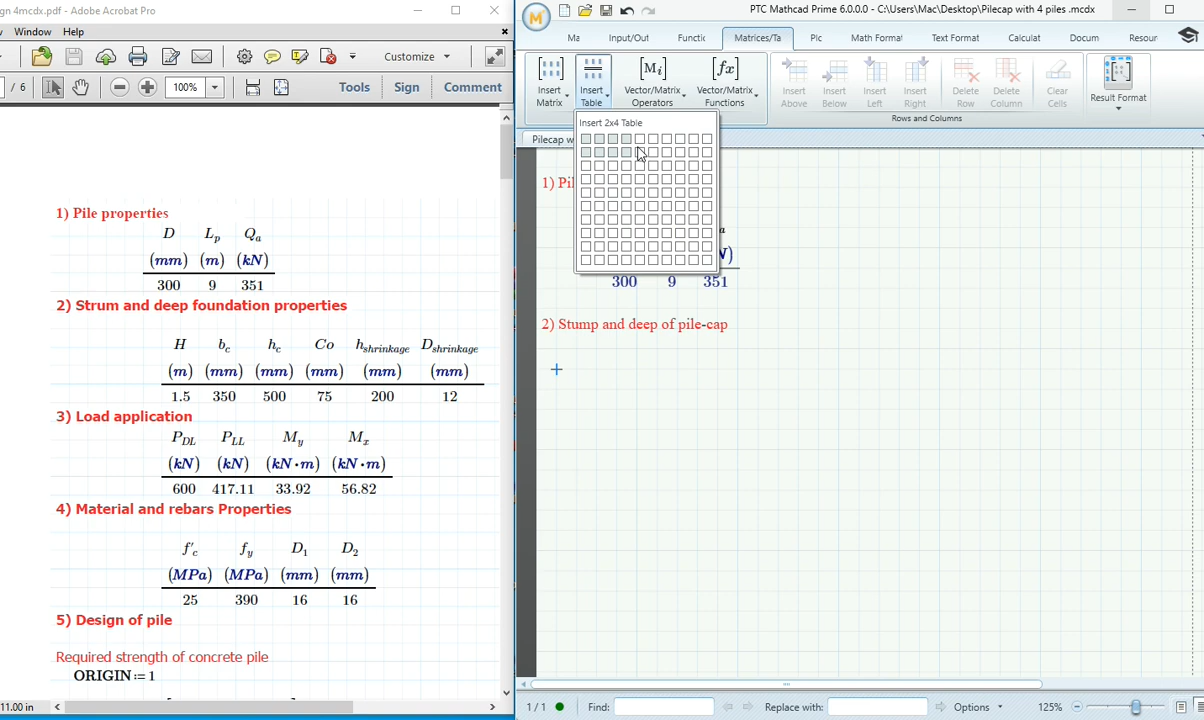 gn 4mcdx.pdf - Adobe Acrobat Pro
Window Help
Customize
/ 6
100%
Tools
Sign
Comment
1) Pile properties
D Lp Qa
(mm) (m) (kN)
300 9 351
2) Strum and deep foundation properties
H bc hc Co hshrinkage Dshrinkage
(m) (mm) (mm) (mm) (mm) (mm)
1.5 350 500 75 200 12
3) Load application
PDL PLL My Mx
(kN) (kN) (kN·m) (kN·m)
600 417.11 33.92 56.82
4) Material and rebars Properties
f'c fy D1 D2
(MPa) (MPa) (mm) (mm)
25 390 16 16
5) Design of pile
Required strength of concrete pile
ORIGIN:=1
11.00 in
PTC Mathcad Prime 6.0.0.0 - C:\Users\Mac\Desktop\Pilecap with 4 piles .mcdx
Ma
Input/Out
Functic
Matrices/Ta
Plc
Math Format
Text Format
Calculat
Docum
Resour
Insert Matrix
Insert Table
Vector/Matrix Operators
Vector/Matrix Functions
Insert Above
Insert Below
Insert Left
Insert Right
Delete Row
Delete Column
Clear Cells
Result Format
Rows and Columns
Insert 2x4 Table
Pilecap w
1) Pil
a
N)
300 9 351
2) Stump and deep of pile-cap
1 / 1
Find:
Replace with:
Options
125%